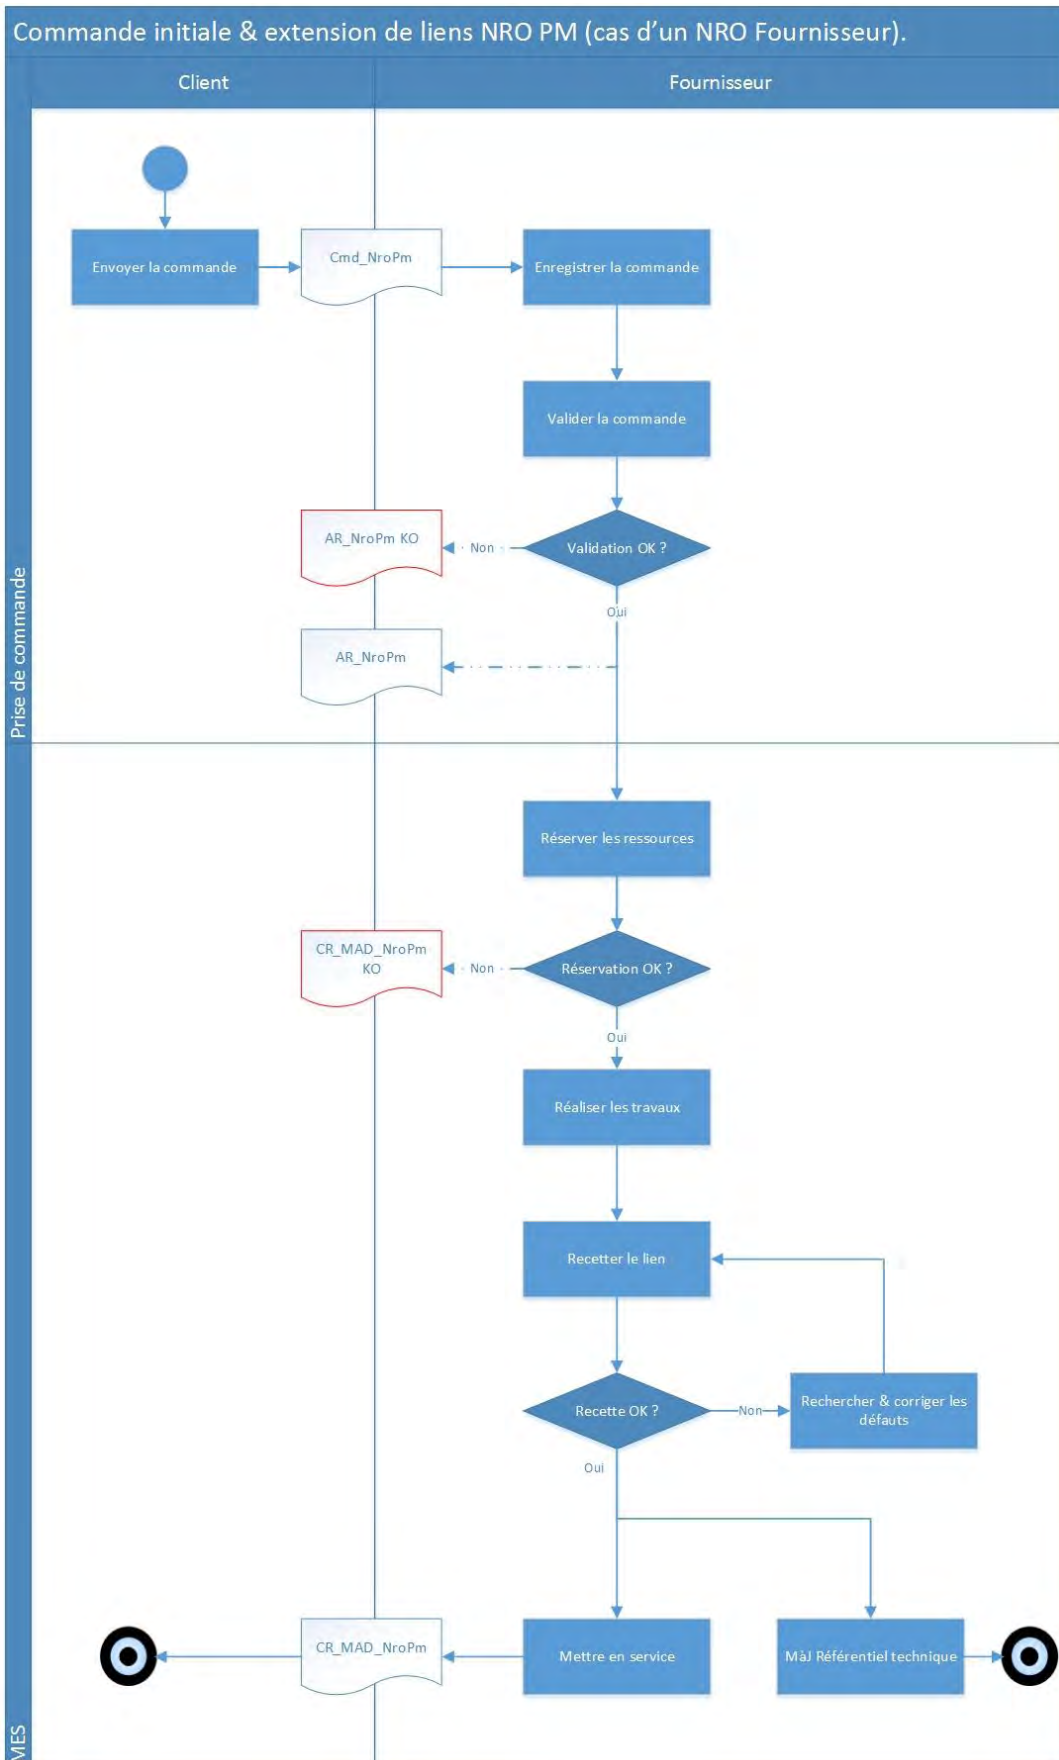 Commande initiale & extension de liens NRO PM (cas d’un NRO Fournisseur).
Client
Fournisseur
Prise de commande
Envoyer la commande
Cmd_NroPm
Enregistrer la commande
Valider la commande
AR_NroPm KO
Non
Validation OK ?
Oui
AR_NroPm
Réserver les ressources
CR_MAD_NroPm
KO
Non
Réservation OK ?
Oui
Réaliser les travaux
Recetter le lien
Recette OK ?
Non
Rechercher & corriger les
défauts
Oui
CR_MAD_NroPm
Mettre en service
MàJ Référentiel technique
MES